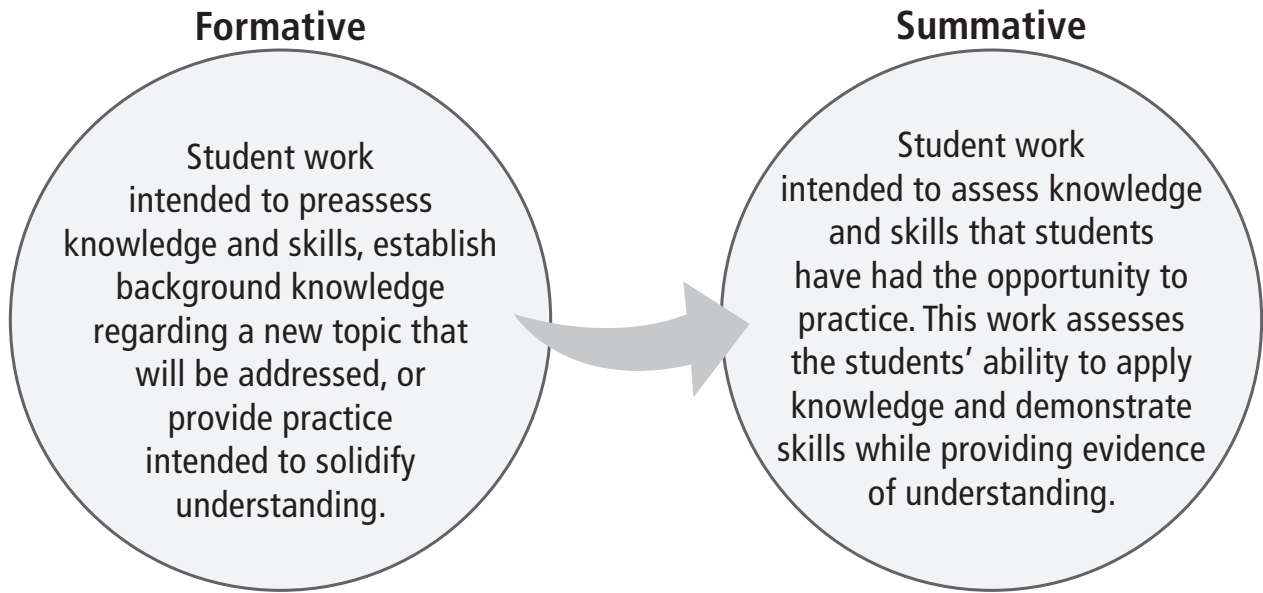 Formative
Student work
intended to preassess
knowledge and skills, establish
background knowledge
regarding a new topic that
will be addressed, or
provide practice
intended to solidify
understanding.
Summative
Student work
intended to assess knowledge
and skills that students
have had the opportunity to
practice. This work assesses
the students’ ability to apply
knowledge and demonstrate
skills while providing evidence
of understanding.